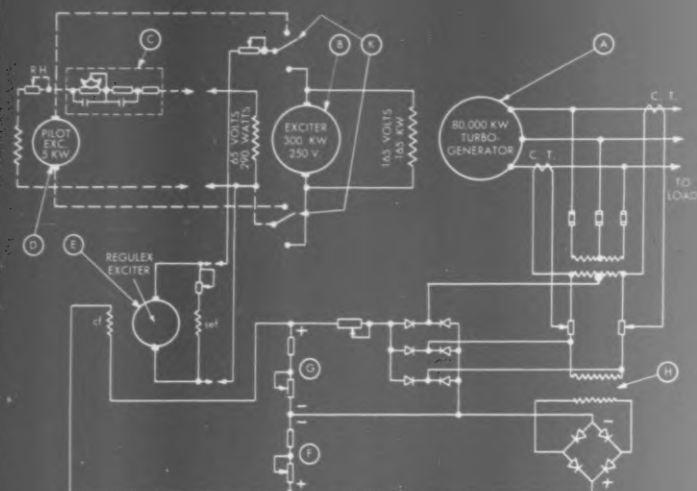 C
A
K
B
R.H.
C. T.
PILOT
EXC.
5 KW
65 VOLTS
290 WATTS
EXCITER
300 KW
250 V.
165 VOLTS
165 KW
80,000 KW
TURBO-
GENERATOR
C. T.
TO
LOAD
D
E
REGULEX
EXCITER
cf
sef
+
G
H
−
−
F
+
−
+